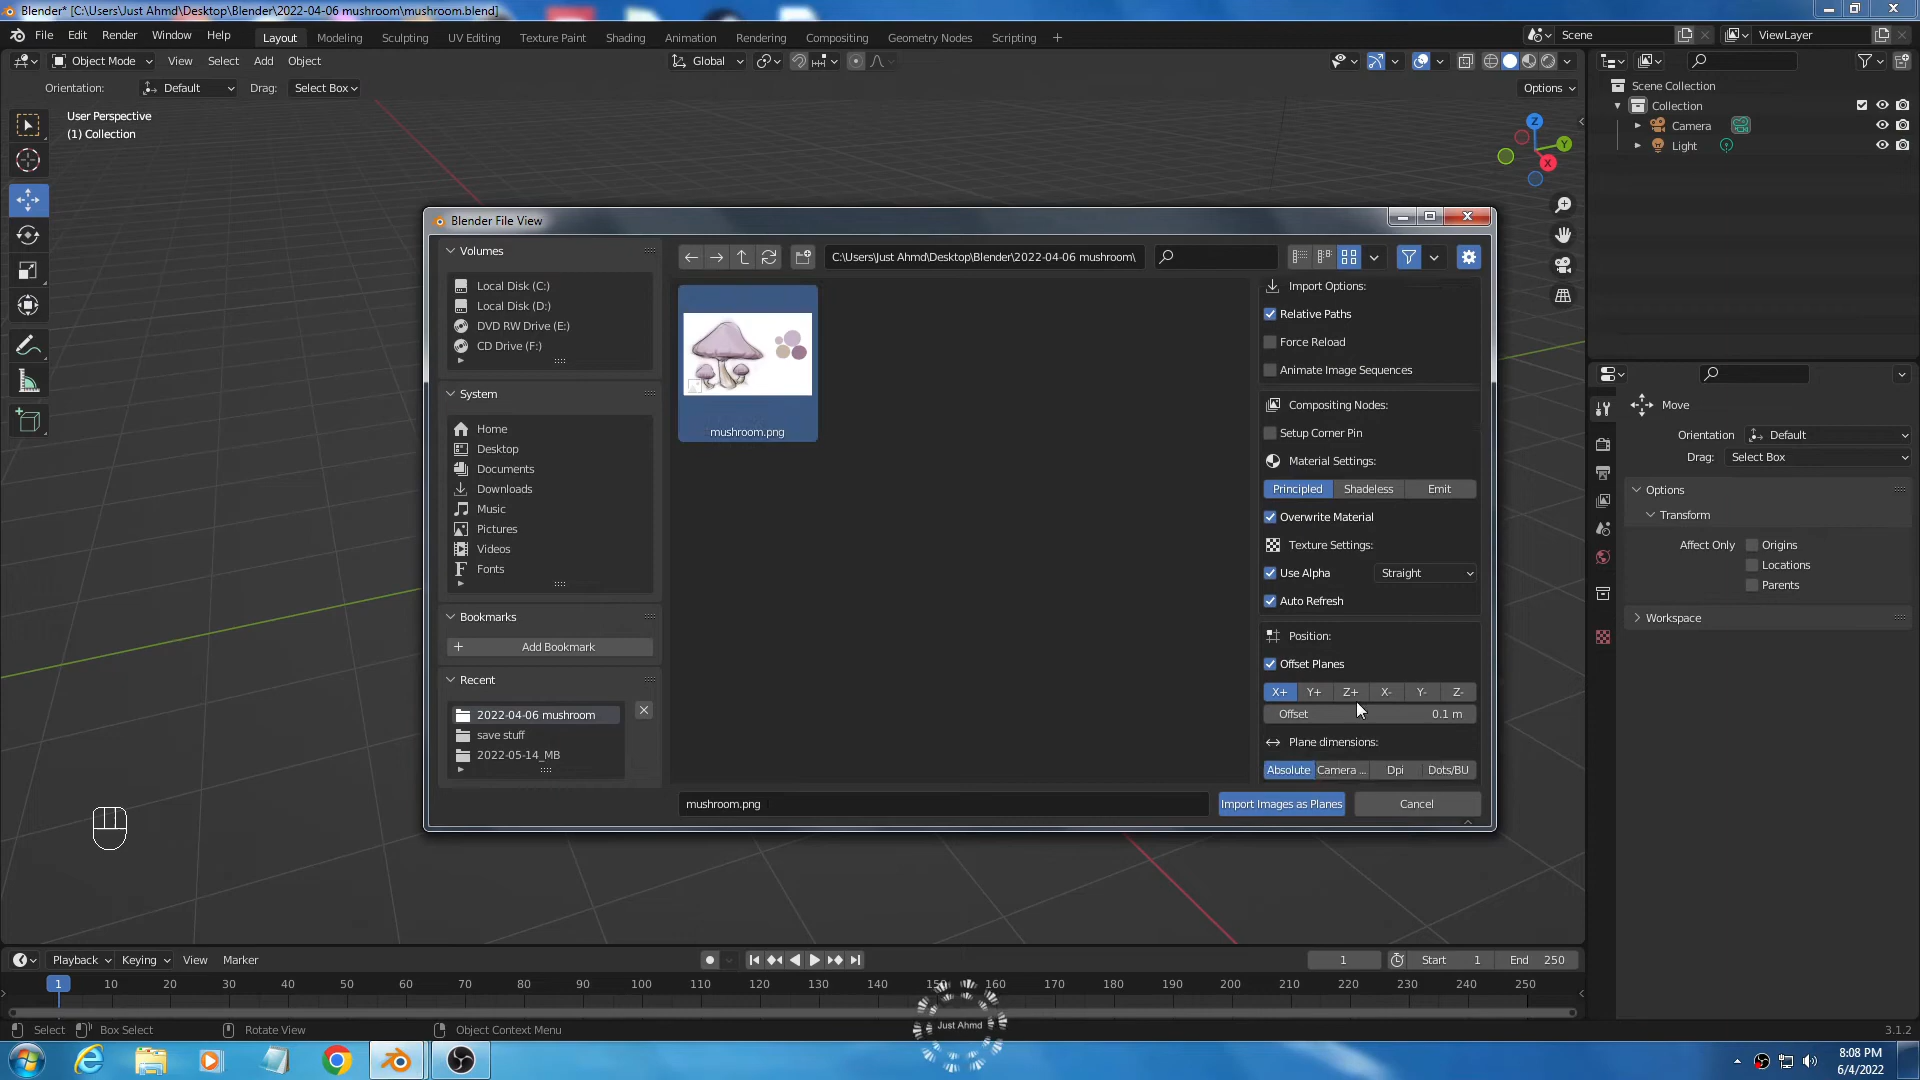 Blender* [C:\Users\Just Ahmd\Desktop\Blender\2022-04-06 mushroom\mushroom.blend]
File Edit Render Window Help Layout Modeling Sculpting UV Editing Texture Paint Shading Animation Rendering Compositing Geometry Nodes Scripting + Scene ViewLayer
Object Mode View Select Add Object Global
Orientation: Default Drag: Select Box Options
User Perspective
(1) Collection
Z
Y
X
Scene Collection
Collection
Camera
Light
Blender File View
Volumes
Local Disk (C:)
Local Disk (D:)
DVD RW Drive (E:)
CD Drive (F:)
System
Home
Desktop
Documents
Downloads
Music
Pictures
Videos
Fonts
Bookmarks
Add Bookmark
Recent
2022-04-06 mushroom
save stuff
2022-05-14_MB
C:\Users\Just Ahmd\Desktop\Blender\2022-04-06 mushroom\
mushroom.png
Import Options:
Relative Paths
Force Reload
Animate Image Sequences
Compositing Nodes:
Setup Corner Pin
Material Settings:
Principled Shadeless Emit
Overwrite Material
Texture Settings:
Use Alpha Straight
Auto Refresh
Position:
Offset Planes
X+ Y+ Z+ X- Y- Z-
Offset 0.1 m
Plane dimensions:
Absolute Camera ... Dpi Dots/BU
mushroom.png Import Images as Planes Cancel
Move
Orientation Default
Drag: Select Box
Options
Transform
Affect Only Origins
Locations
Parents
Workspace
Playback Keying View Marker 1 Start 1 End 250
1 10 20 30 40 50 60 70 80 90 100 110 120 130 140 150 160 170 180 190 200 210 220 230 240 250
Select Box Select Rotate View Object Context Menu 3.1.2
Just Ahmd
8:08 PM
6/4/2022